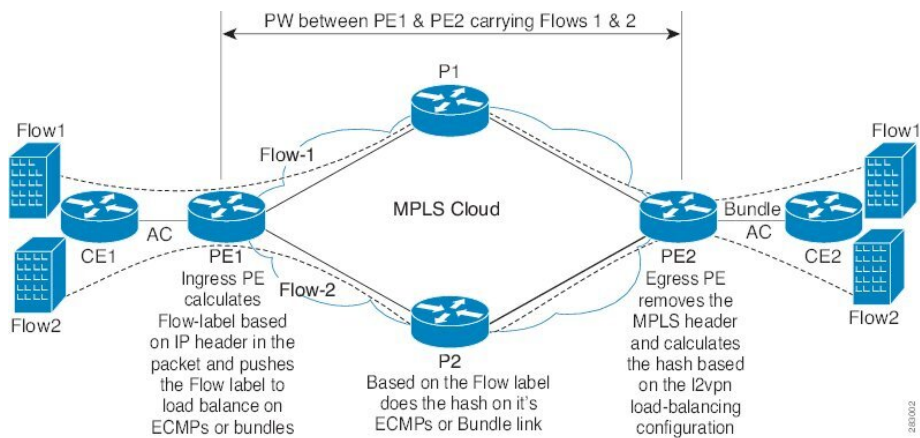 PW between PE1 & PE2 carrying Flows 1 & 2
P1
Flow1
Flow1
Flow-1
MPLS Cloud
Bundle
AC
AC
CE1
PE1
PE2
CE2
Flow2
Flow-2
Flow2
Ingress PE
calculates
Flow-label based
on IP header in the
packet and pushes
the Flow label to
load balance on
ECMPs or bundles
P2
Based on the Flow label
does the hash on it's
ECMPs or Bundle link
Egress PE
removes the
MPLS header
and calculates
the hash based
on the l2vpn
load-balancing
configuration